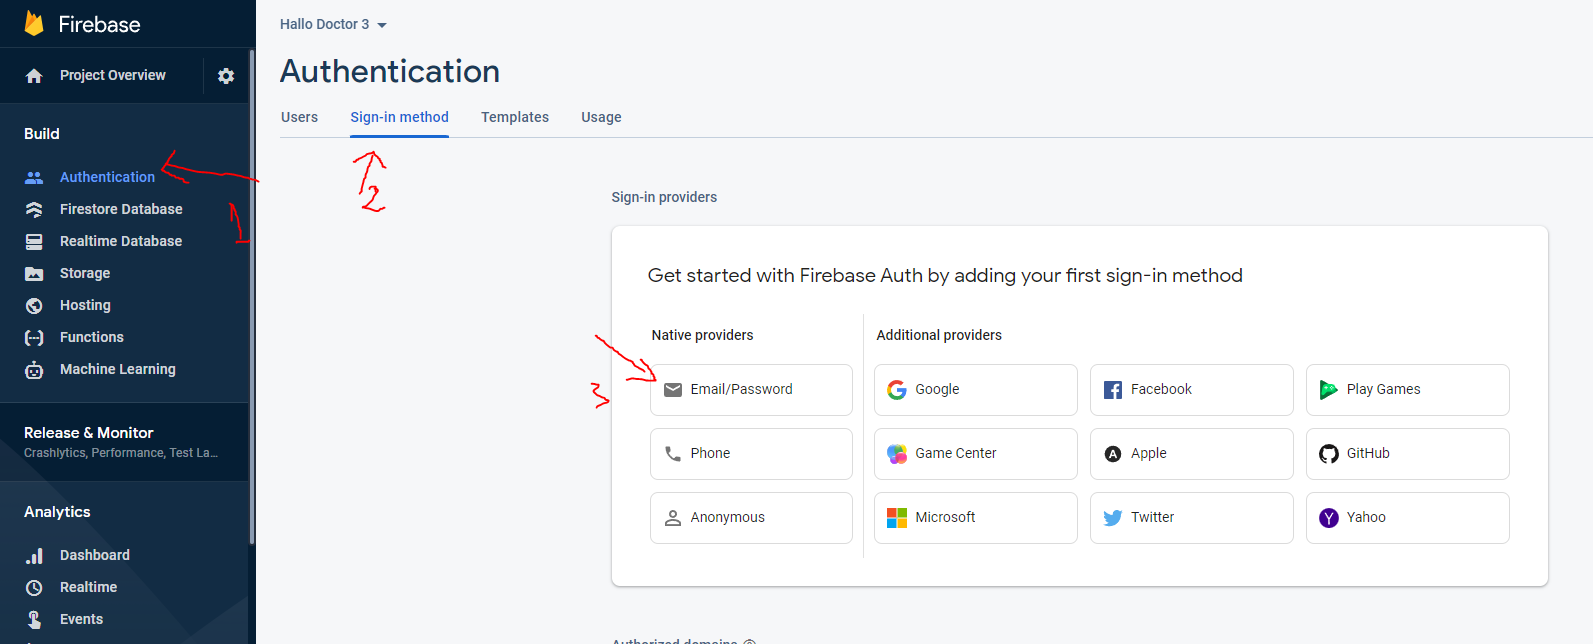 Firebase
Project Overview
Build
Authentication
Firestore Database
Realtime Database
Storage
Hosting
Functions
Machine Learning
Release & Monitor
Crashlytics, Performance, Test La...
Analytics
Dashboard
Realtime
Events
Hallo Doctor 3
Authentication
Users Sign-in method Templates Usage
1
2
Sign-in providers
Get started with Firebase Auth by adding your first sign-in method
Native providers Additional providers
3
Email/Password Google Facebook Play Games
Phone Game Center Apple GitHub
Anonymous Microsoft Twitter Yahoo
Authorized domains